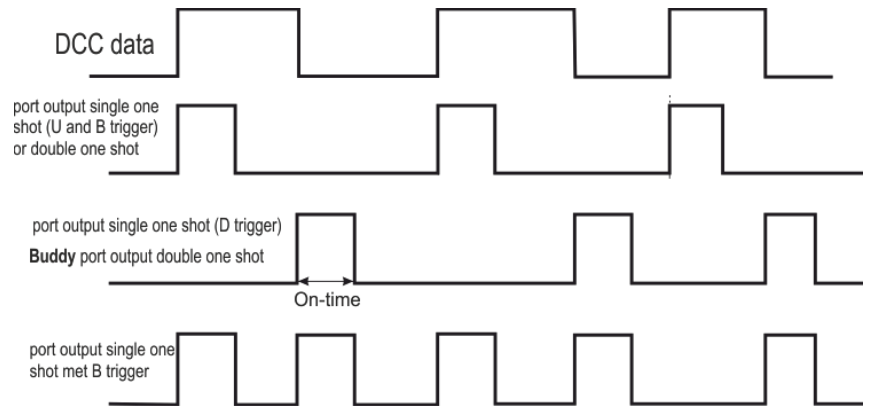 DCC data
port output single one
shot (U and B trigger)
or double one shot
port output single one shot (D trigger)
Buddy port output double one shot
On-time
port output single one
shot met B trigger